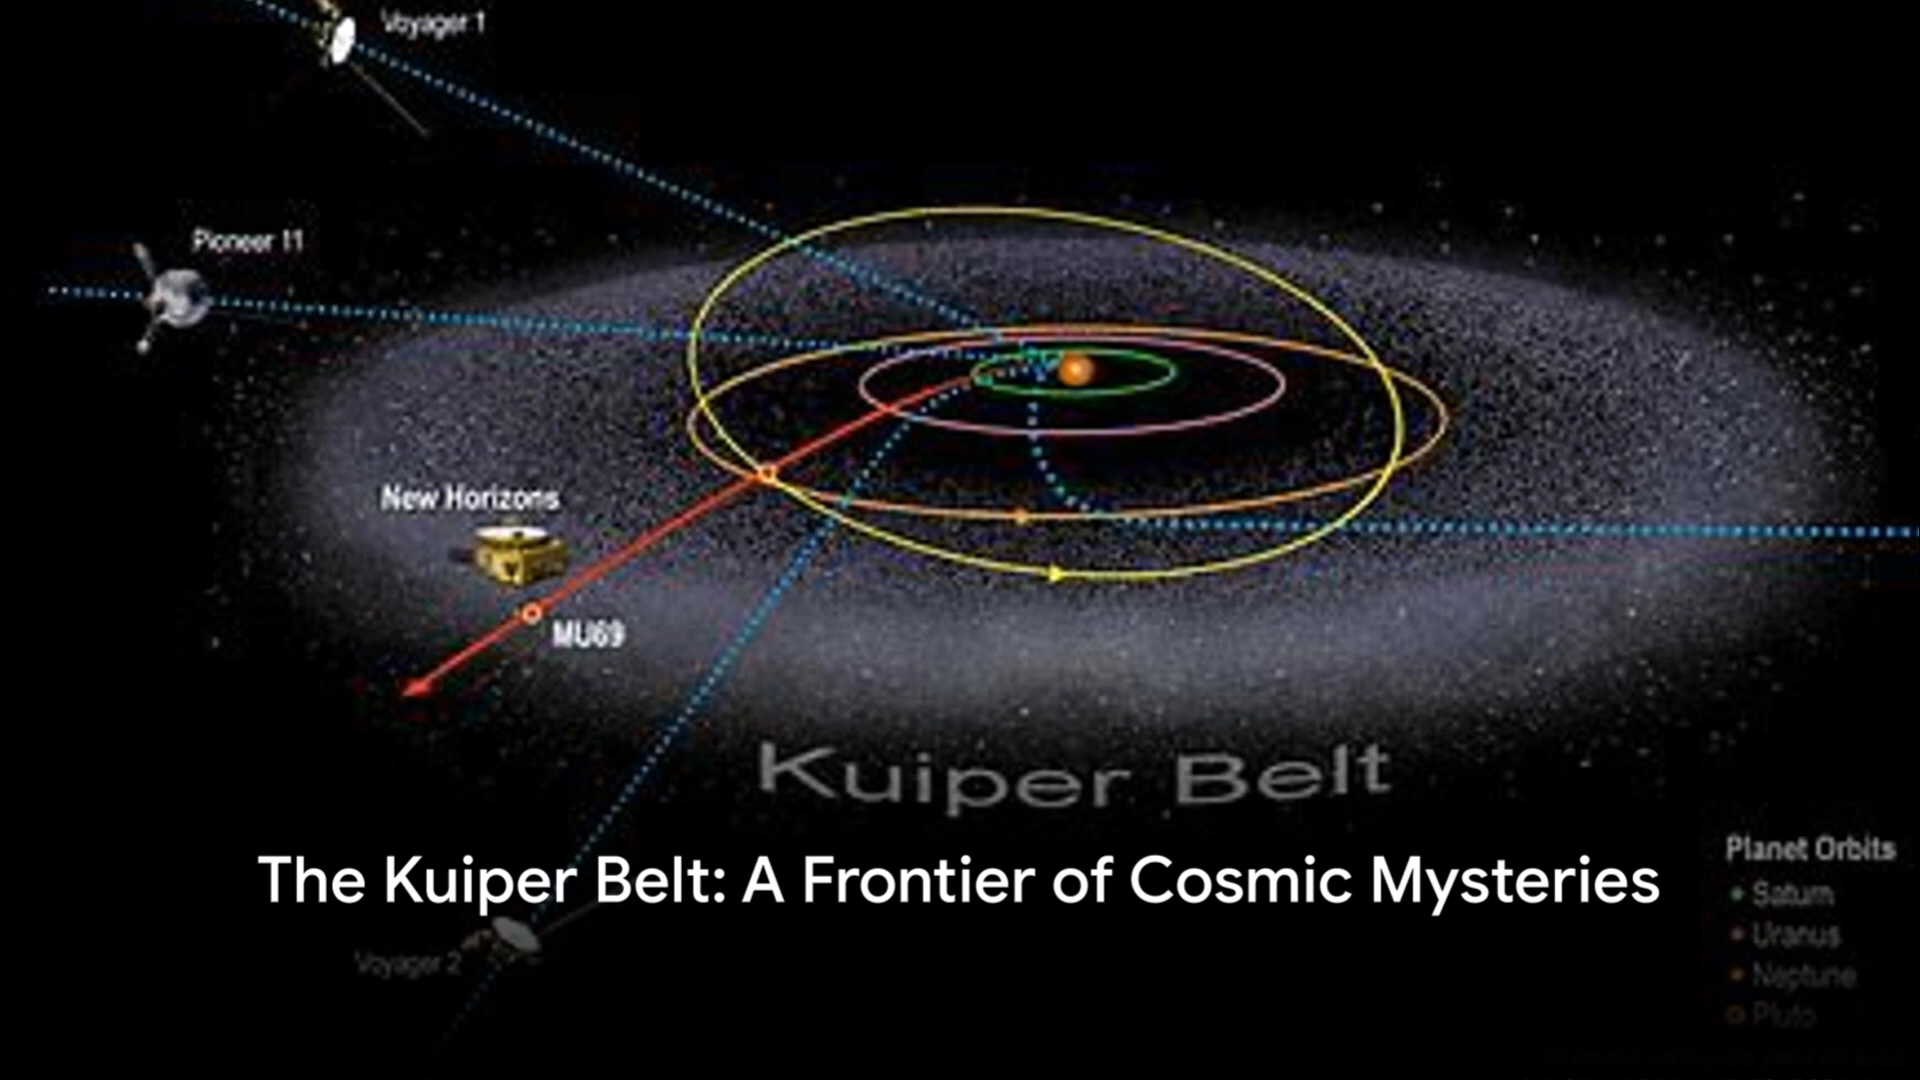 Voyager 1
Pioneer 11
New Horizons
MU69
Kuiper Belt
The Kuiper Belt: A Frontier of Cosmic Mysteries
Voyager 2
Planet Orbits
Saturn
Uranus
Neptune
Pluto